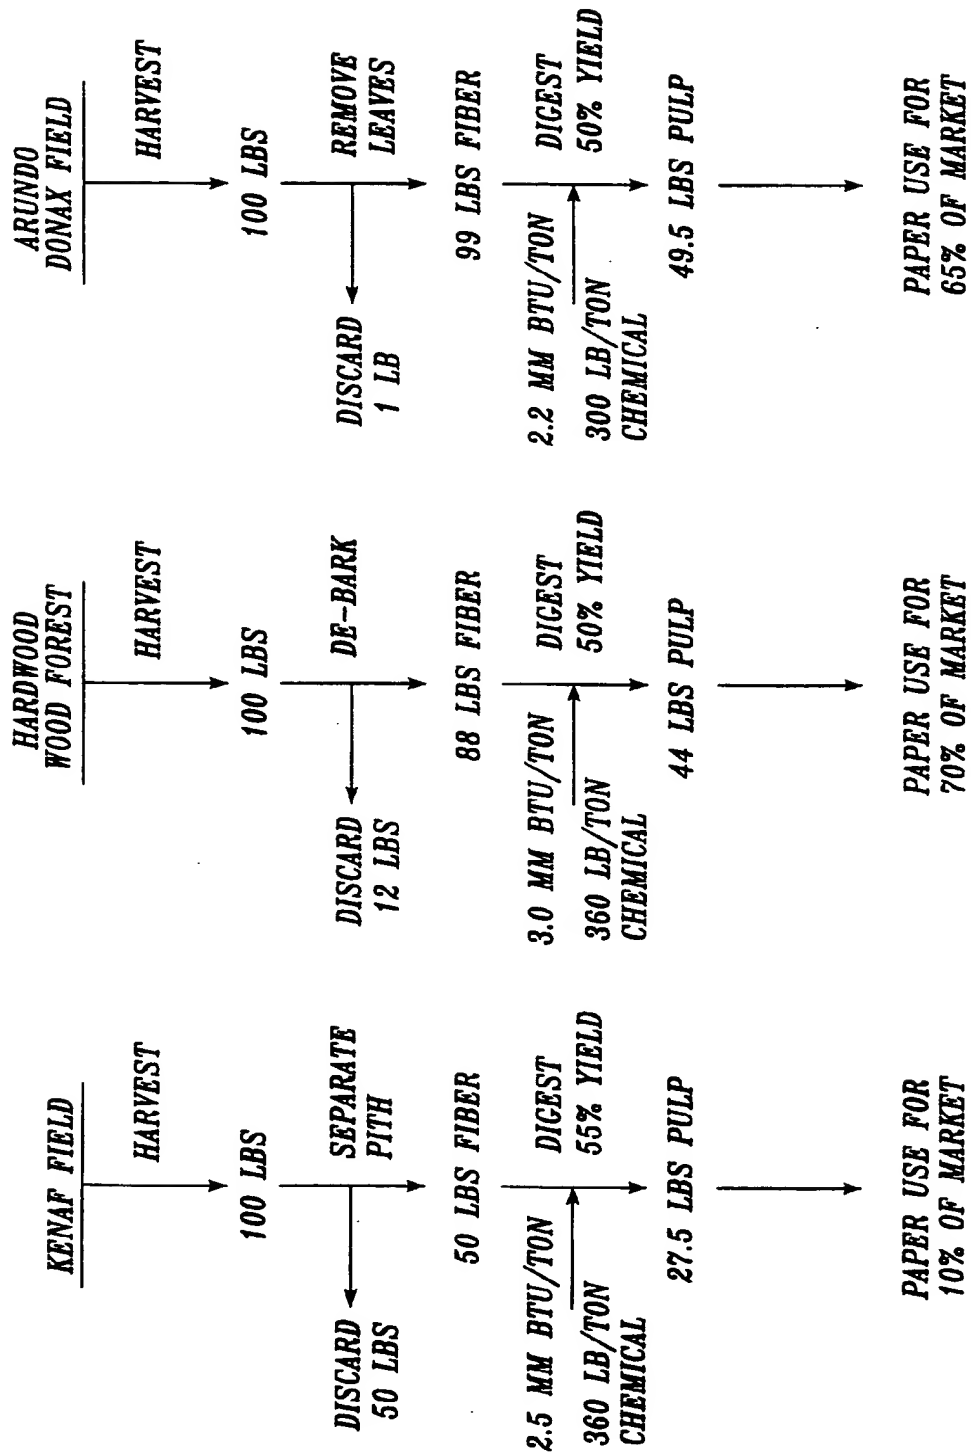 KENAF FIELD
HARVEST
100 LBS
SEPARATE
PITH
DISCARD
50 LBS
50 LBS FIBER
2.5 MM BTU/TON
360 LB/TON
CHEMICAL
DIGEST
55% YIELD
27.5 LBS PULP
PAPER USE FOR
10% OF MARKET
HARDWOOD
WOOD FOREST
HARVEST
100 LBS
DE-BARK
DISCARD
12 LBS
88 LBS FIBER
3.0 MM BTU/TON
360 LB/TON
CHEMICAL
DIGEST
50% YIELD
44 LBS PULP
PAPER USE FOR
70% OF MARKET
ARUNDO
DONAX FIELD
HARVEST
100 LBS
REMOVE
LEAVES
DISCARD
1 LB
99 LBS FIBER
2.2 MM BTU/TON
300 LB/TON
CHEMICAL
DIGEST
50% YIELD
49.5 LBS PULP
PAPER USE FOR
65% OF MARKET